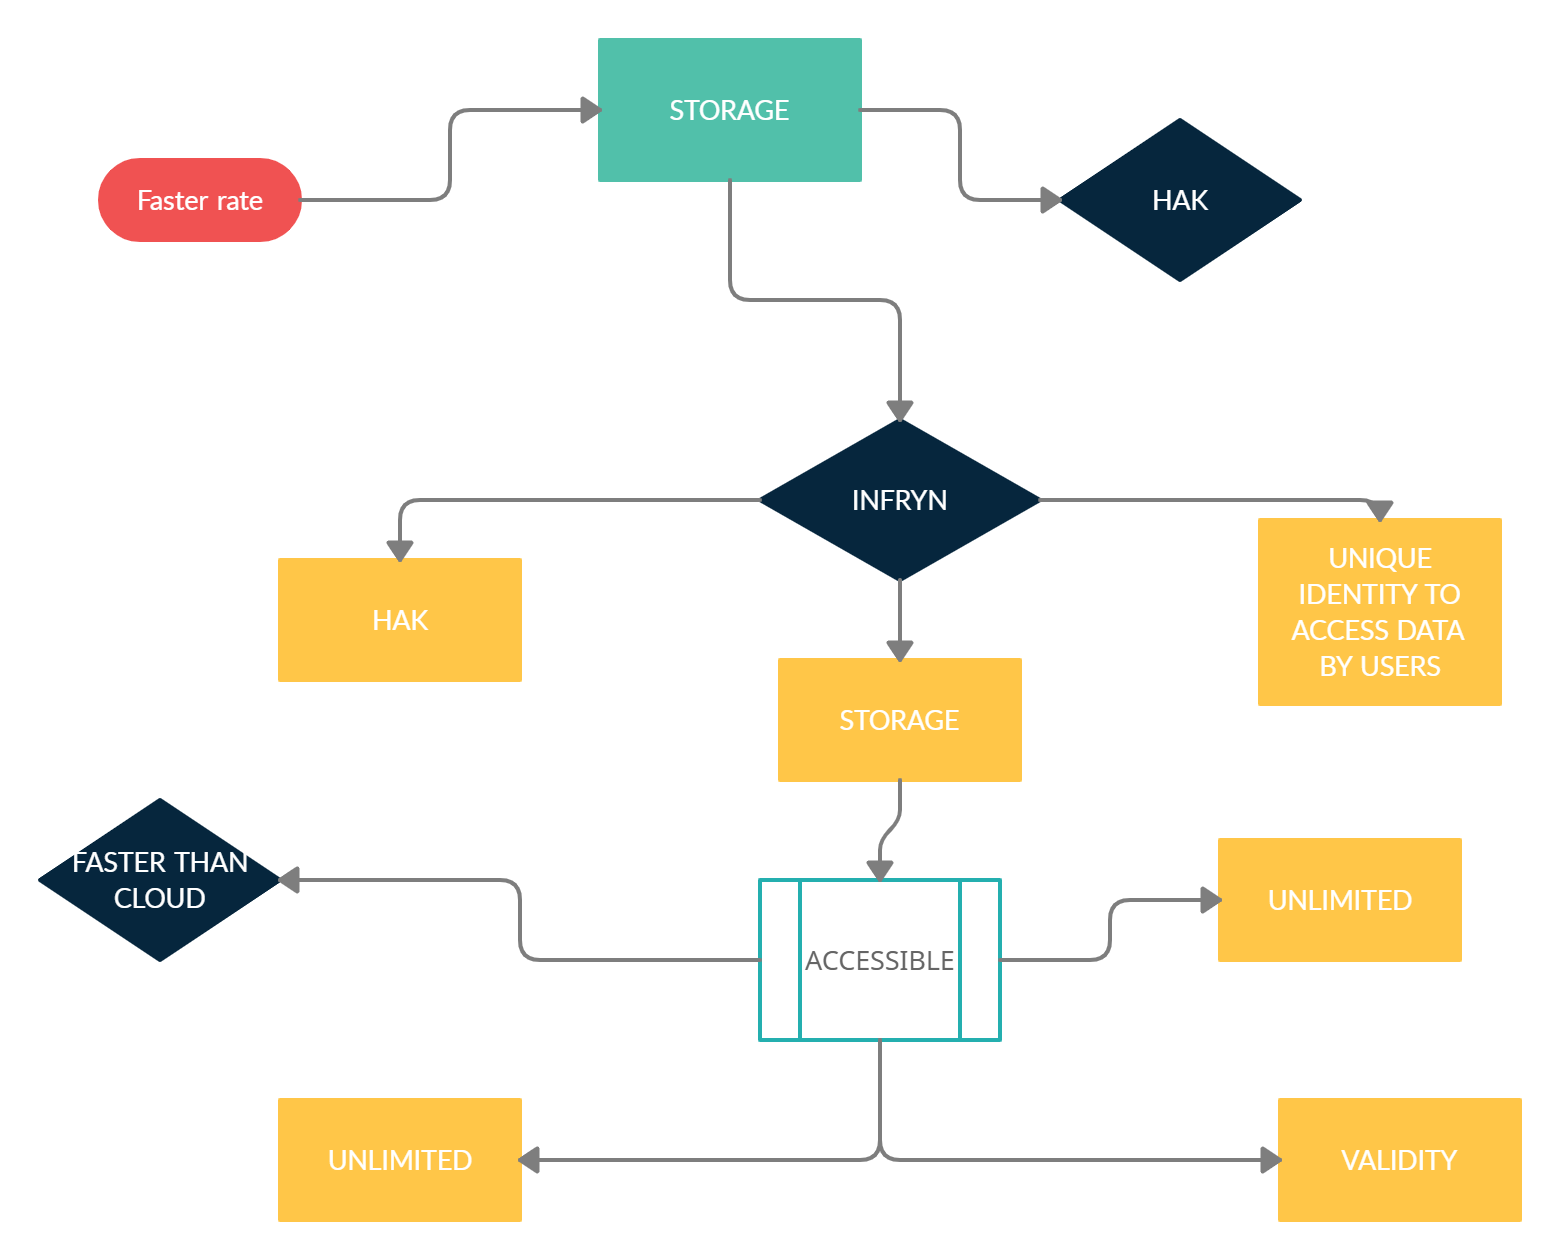 STORAGE
Faster rate
HAK
INFRYN
HAK
UNIQUE
IDENTITY TO
ACCESS DATA
BY USERS
STORAGE
FASTER THAN
CLOUD
UNLIMITED
ACCESSIBLE
UNLIMITED
VALIDITY